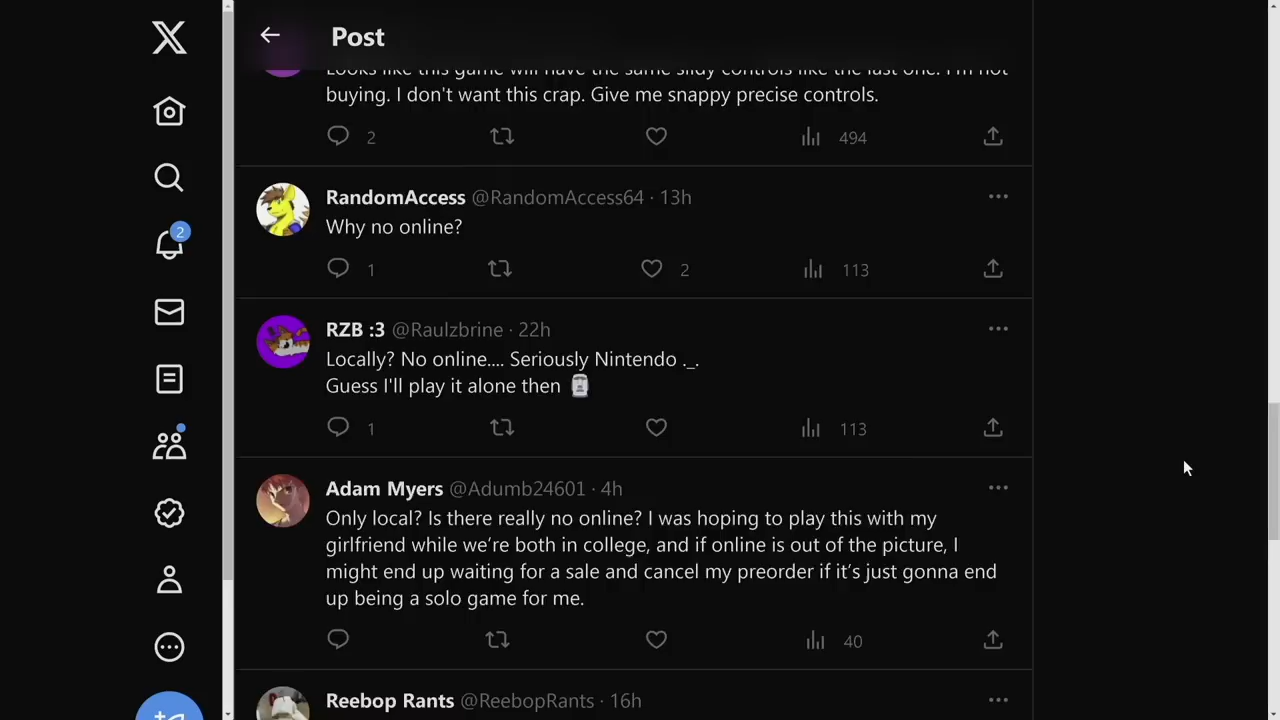 Post
Looks like this game will have the same slidy controls like the last one. I'm not
buying. I don't want this crap. Give me snappy precise controls.
2 494
RandomAccess @RandomAccess64 · 13h
Why no online?
1 2 113
2
RZB :3 @Raulzbrine · 22h
Locally? No online.... Seriously Nintendo ._.
Guess I'll play it alone then 🗿
1 113
Adam Myers @Adumb24601 · 4h
Only local? Is there really no online? I was hoping to play this with my
girlfriend while we're both in college, and if online is out of the picture, I
might end up waiting for a sale and cancel my preorder if it's just gonna end
up being a solo game for me.
40
Reebop Rants @ReebopRants · 16h